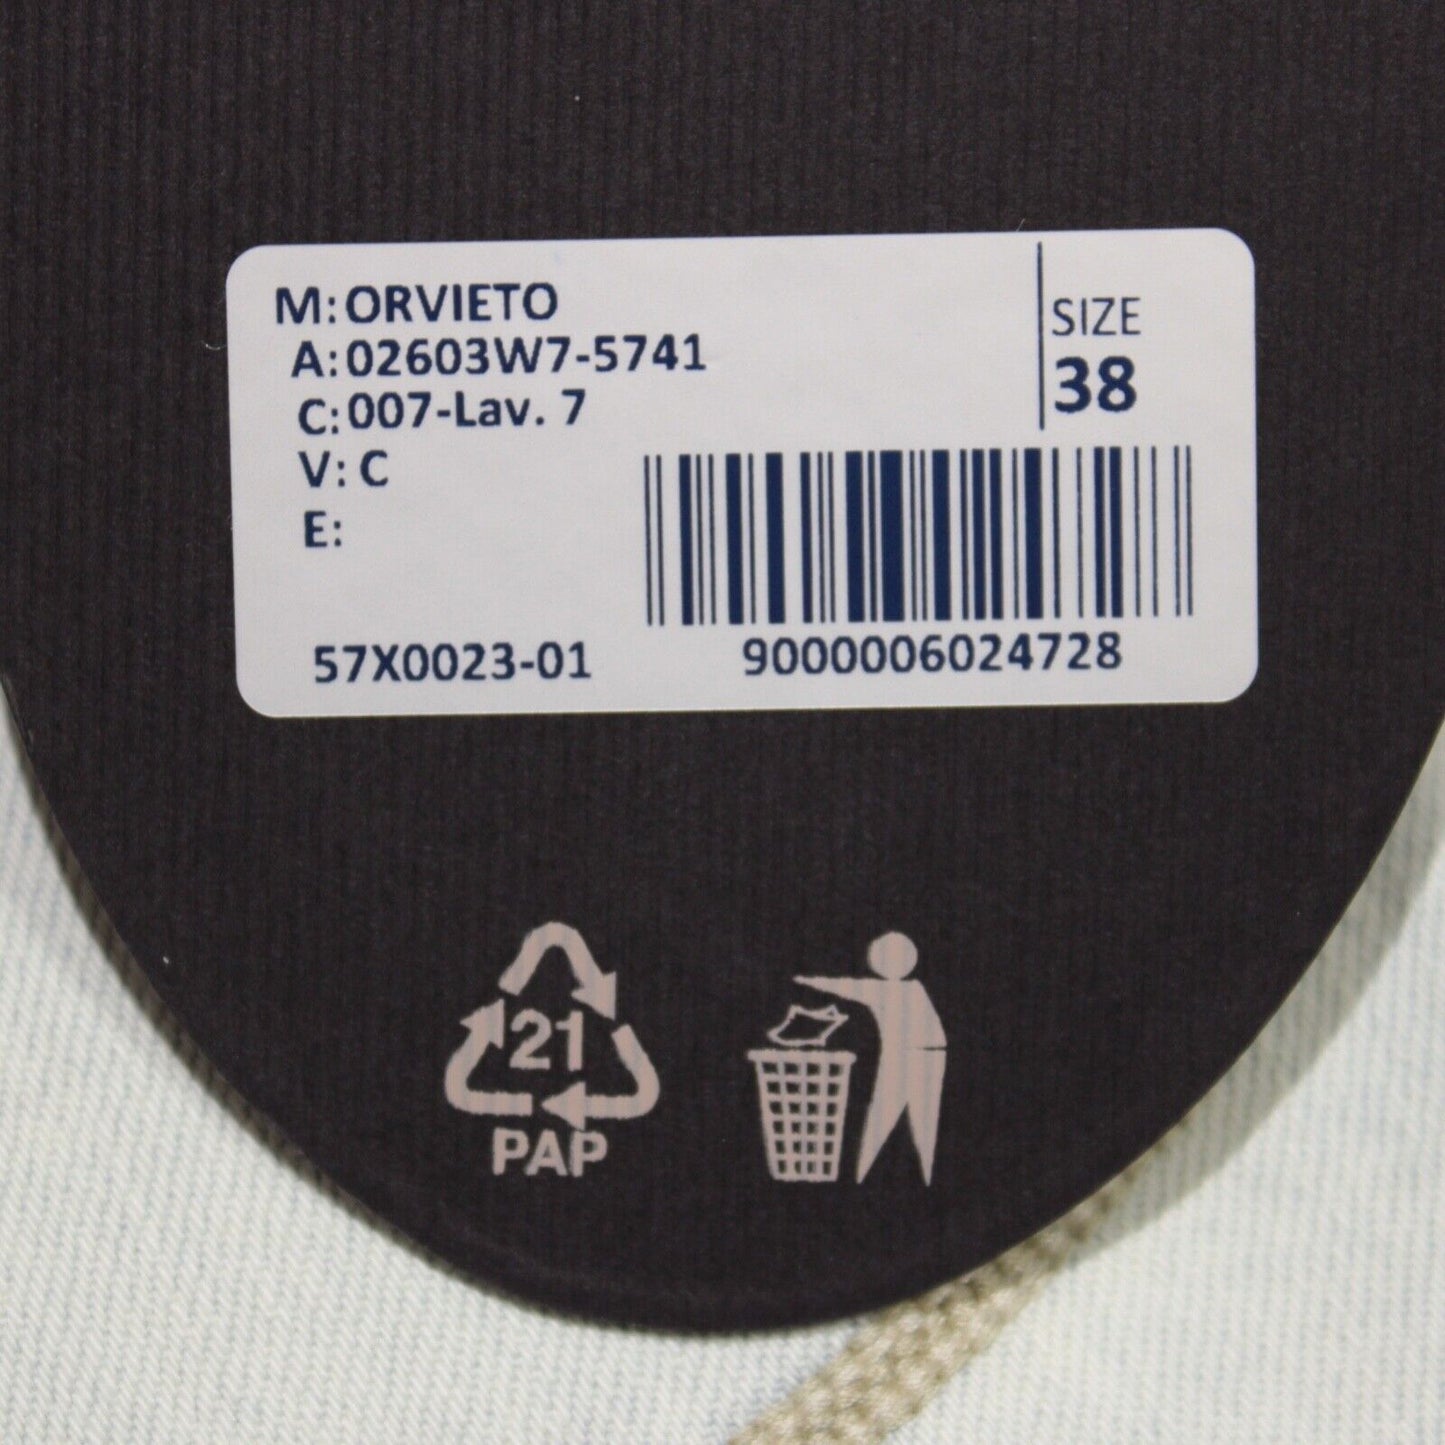 M: ORVIETO
A: 02603W7-5741
C: 007-Lav. 7
V: C
E:
SIZE
38
57X0023-01
9000006024728
21
PAP